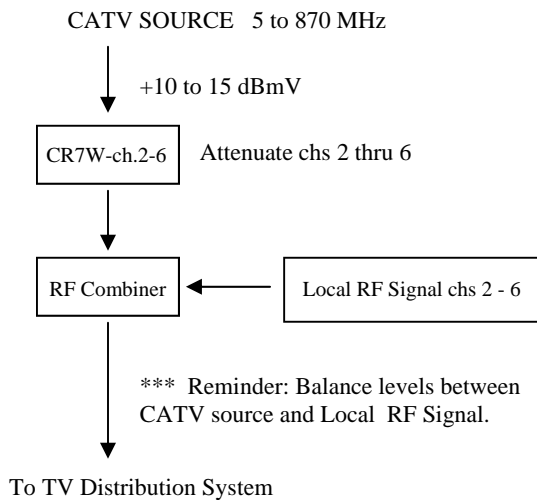 CATV SOURCE 5 to 870 MHz
+10 to 15 dBmV
CR7W-ch.2-6
Attenuate chs 2 thru 6
RF Combiner
Local RF Signal chs 2 - 6
*** Reminder: Balance levels between
CATV source and Local RF Signal.
To TV Distribution System